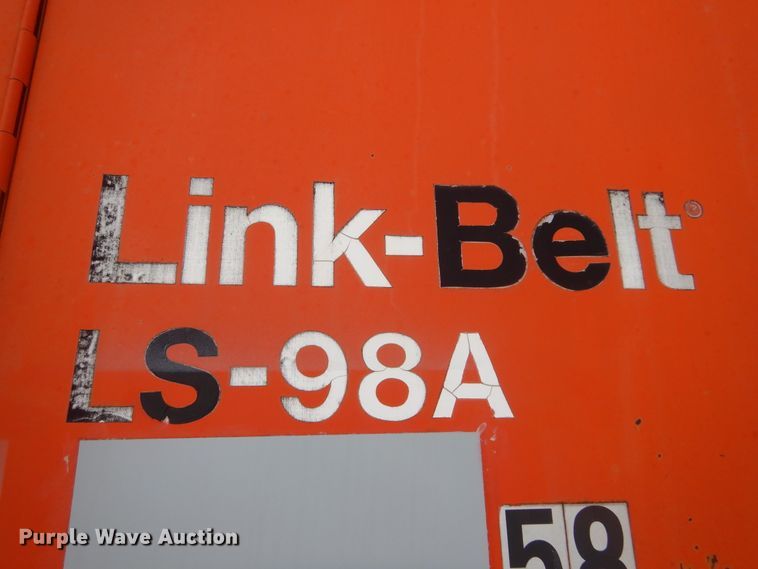 Link-Belt®
LS-98A
58
Purple Wave Auction